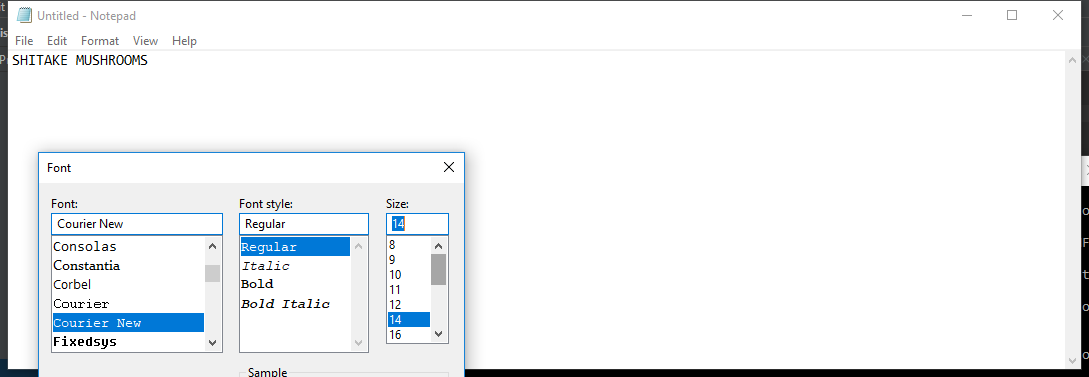 Untitled - Notepad
File Edit Format View Help
SHITAKE MUSHROOMS
Font
Font: Font style: Size:
Courier New Regular 14
Consolas Regular 8
Constantia Italic 9
Corbel Bold 10
Courier Bold Italic 11
Courier New 12
Fixedsys 14
16
Sample